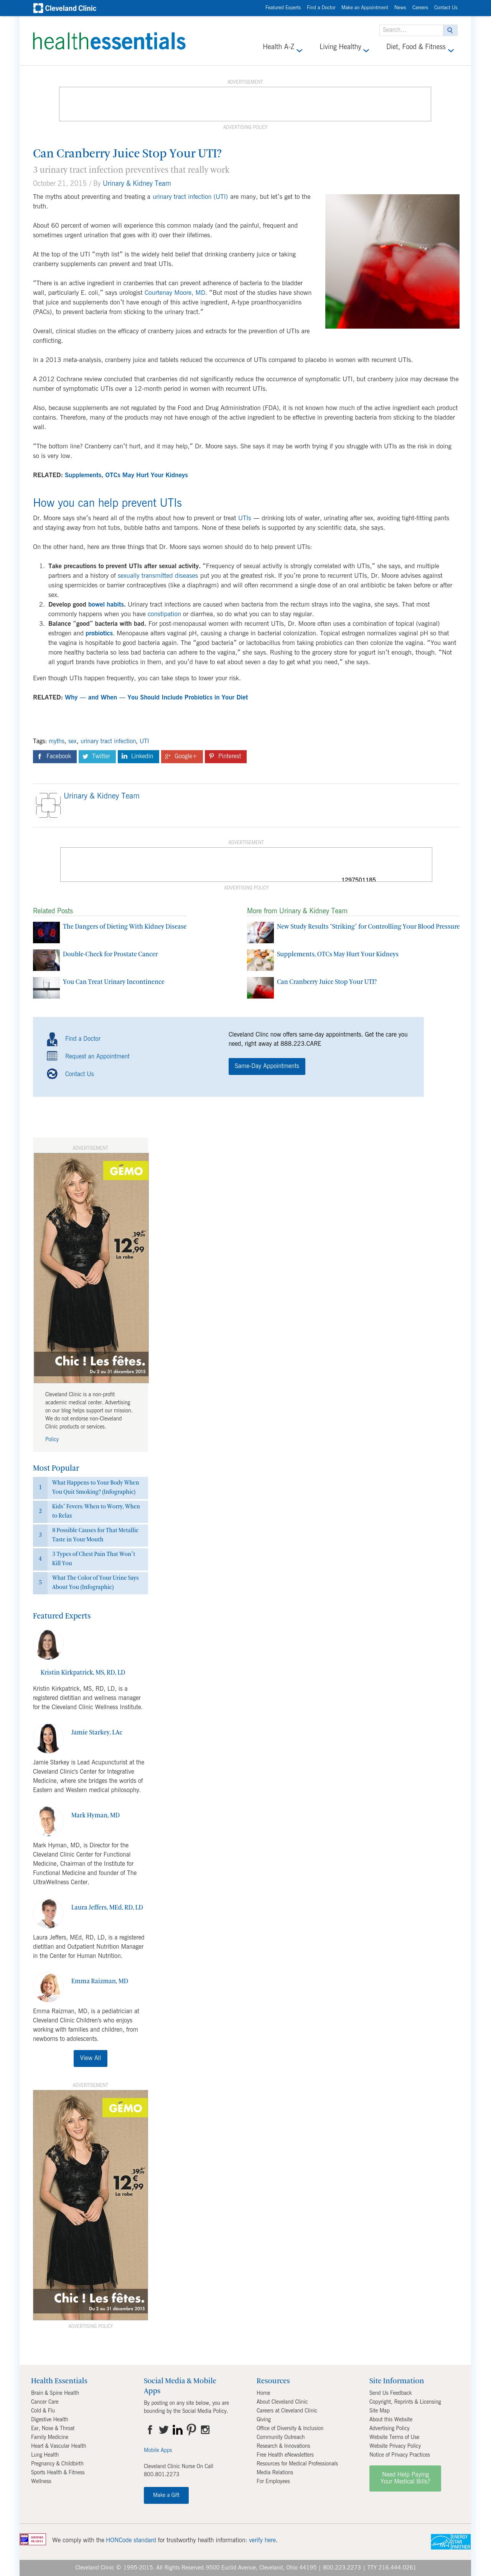 Cleveland Clinic
Featured Experts Find a Doctor Make an Appointment News Careers Contact Us
Search...
healthessentials
Health A-Z Living Healthy Diet, Food & Fitness
ADVERTISEMENT
ADVERTISING POLICY
Can Cranberry Juice Stop Your UTI?
3 urinary tract infection preventives that really work
October 21, 2015 / By Urinary & Kidney Team
The myths about preventing and treating a urinary tract infection (UTI) are many, but let's get to the
truth.
About 60 percent of women will experience this common malady (and the painful, frequent and
sometimes urgent urination that goes with it) over their lifetimes.
At the top of the UTI "myth list" is the widely held belief that drinking cranberry juice or taking
cranberry capsules can prevent and treat UTIs.
"There is an active ingredient in cranberries that can prevent adherence of bacteria to the bladder
wall, particularly E. coli," says urologist Courtenay Moore, MD. "But most of the studies have shown
that juice and supplements don't have enough of this active ingredient, A-type proanthocyanidins
(PACs), to prevent bacteria from sticking to the urinary tract."
Overall, clinical studies on the efficacy of cranberry juices and extracts for the prevention of UTIs are
conflicting.
In a 2013 meta-analysis, cranberry juice and tablets reduced the occurrence of UTIs compared to placebo in women with recurrent UTIs.
A 2012 Cochrane review concluded that cranberries did not significantly reduce the occurrence of symptomatic UTI, but cranberry juice may decrease the
number of symptomatic UTIs over a 12-month period in women with recurrent UTIs.
Also, because supplements are not regulated by the Food and Drug Administration (FDA), it is not known how much of the active ingredient each product
contains. Therefore, many of the products may not have enough of the active ingredient to be effective in preventing bacteria from sticking to the bladder
wall.
"The bottom line? Cranberry can't hurt, and it may help," Dr. Moore says. She says it may be worth trying if you struggle with UTIs as the risk in doing
so is very low.
RELATED: Supplements, OTCs May Hurt Your Kidneys
How you can help prevent UTIs
Dr. Moore says she's heard all of the myths about how to prevent or treat UTIs — drinking lots of water, urinating after sex, avoiding tight-fitting pants
and staying away from hot tubs, bubble baths and tampons. None of these beliefs is supported by any scientific data, she says.
On the other hand, here are three things that Dr. Moore says women should do to help prevent UTIs:
1. Take precautions to prevent UTIs after sexual activity. "Frequency of sexual activity is strongly correlated with UTIs," she says, and multiple
partners and a history of sexually transmitted diseases put you at the greatest risk. If you're prone to recurrent UTIs, Dr. Moore advises against
using spermicides or barrier contraceptives (like a diaphragm) and will often recommend that women take a single oral antibiotic be taken before or after
sex.
2. Develop good bowel habits. Urinary tract infections are caused when bacteria from the rectum strays into the vagina, she says. That most
commonly happens when you have constipation or diarrhea, so do what you can to stay regular.
3. Balance "good" bacteria with bad. For post-menopausal women with recurrent UTIs, Dr. Moore often uses a combination of topical (vaginal)
estrogen and probiotics. Menopause alters vaginal pH, causing a change in bacterial colonization. Topical estrogen normalizes vaginal pH so that
the vagina is hospitable to good bacteria again. The "good bacteria" or lactobacillus from taking probiotics then can repopulate the vagina. "You want
more healthy bacteria to colonize, so bad bacteria can't adhere," she says. Rushing to the grocery store for yogurt isn't enough, though. "Not
all yogurt brands have probiotics in them, and you'd have to eat about seven a day to get what you need," she says.
Even though UTIs happen frequently, you can take steps to lower your risk.
RELATED: Why — and When — You Should Include Probiotics in Your Diet
Tags: myths, sex, urinary tract infection, UTI
Facebook Twitter Linkedin Google+ Pinterest
Urinary & Kidney Team
ADVERTISEMENT
1297501185
ADVERTISING POLICY
Related Posts
The Dangers of Dieting With Kidney Disease
Double-Check for Prostate Cancer
You Can Treat Urinary Incontinence
More from Urinary & Kidney Team
New Study Results 'Striking' for Controlling Your Blood Pressure
Supplements, OTCs May Hurt Your Kidneys
Can Cranberry Juice Stop Your UTI?
Find a Doctor
Request an Appointment
Contact Us
Cleveland Clinic now offers same-day appointments. Get the care you
need, right away at 888.223.CARE
Same-Day Appointments
ADVERTISEMENT
GÉMO
12,99 €
La robe
Chic ! Les fêtes.
Du 2 au 31 décembre 2015
Cleveland Clinic is a non-profit
academic medical center. Advertising
on our blog helps support our mission.
We do not endorse non-Cleveland
Clinic products or services.
Policy
Most Popular
1 What Happens to Your Body When
You Quit Smoking? (Infographic)
2 Kids' Fevers: When to Worry, When
to Relax
3 8 Possible Causes for That Metallic
Taste in Your Mouth
4 3 Types of Chest Pain That Won't
Kill You
5 What The Color of Your Urine Says
About You (Infographic)
Featured Experts
Kristin Kirkpatrick, MS, RD, LD
Kristin Kirkpatrick, MS, RD, LD, is a
registered dietitian and wellness manager
for the Cleveland Clinic Wellness Institute.
Jamie Starkey, LAc
Jamie Starkey is Lead Acupuncturist at the
Cleveland Clinic's Center for Integrative
Medicine, where she bridges the worlds of
Eastern and Western medical philosophy.
Mark Hyman, MD
Mark Hyman, MD, is Director for the
Cleveland Clinic Center for Functional
Medicine, Chairman of the Institute for
Functional Medicine and founder of The
UltraWellness Center.
Laura Jeffers, MEd, RD, LD
Laura Jeffers, MEd, RD, LD, is a registered
dietitian and Outpatient Nutrition Manager
in the Center for Human Nutrition.
Emma Raizman, MD
Emma Raizman, MD, is a pediatrician at
Cleveland Clinic Children's who enjoys
working with families and children, from
newborns to adolescents.
View All
ADVERTISEMENT
GÉMO
12,99 €
La robe
Chic ! Les fêtes.
Du 2 au 31 décembre 2015
ADVERTISING POLICY
Health Essentials
Brain & Spine Health
Cancer Care
Cold & Flu
Digestive Health
Ear, Nose & Throat
Family Medicine
Heart & Vascular Health
Lung Health
Pregnancy & Childbirth
Sports Health & Fitness
Wellness
Social Media & Mobile
Apps
By posting on any site below, you are
bounding by the Social Media Policy.
Mobile Apps
Cleveland Clinic Nurse On Call
800.801.2273
Make a Gift
Resources
Home
About Cleveland Clinic
Careers at Cleveland Clinic
Giving
Office of Diversity & Inclusion
Community Outreach
Research & Innovations
Free Health eNewsletters
Resources for Medical Professionals
Media Relations
For Employees
Site Information
Send Us Feedback
Copyright, Reprints & Licensing
Site Map
About this Website
Advertising Policy
Website Terms of Use
Website Privacy Policy
Notice of Privacy Practices
Need Help Paying
Your Medical Bills?
We comply with the HONCode standard for trustworthy health information: verify here.
ENERGY
STAR
PARTNER
Cleveland Clinic © 1995-2015. All Rights Reserved. 9500 Euclid Avenue, Cleveland, Ohio 44195 | 800.223.2273 | TTY 216.444.0261